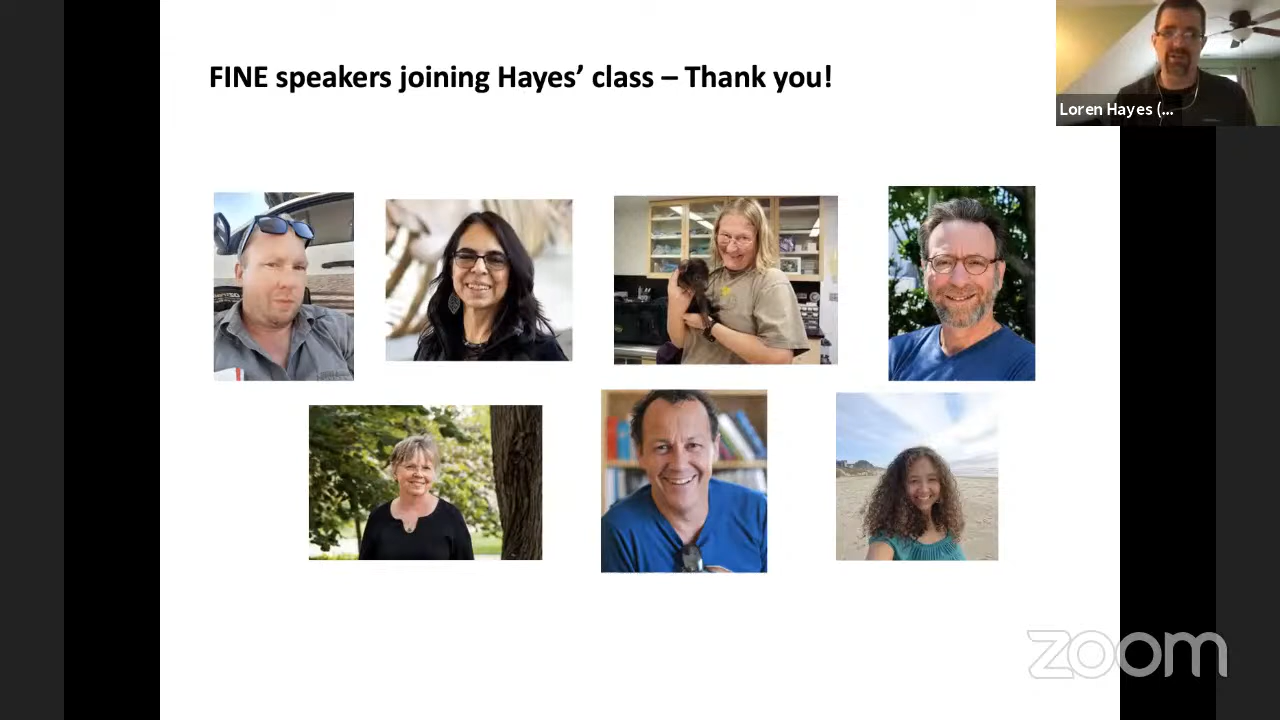 FINE speakers joining Hayes’ class – Thank you!
Loren Hayes (...
zoom